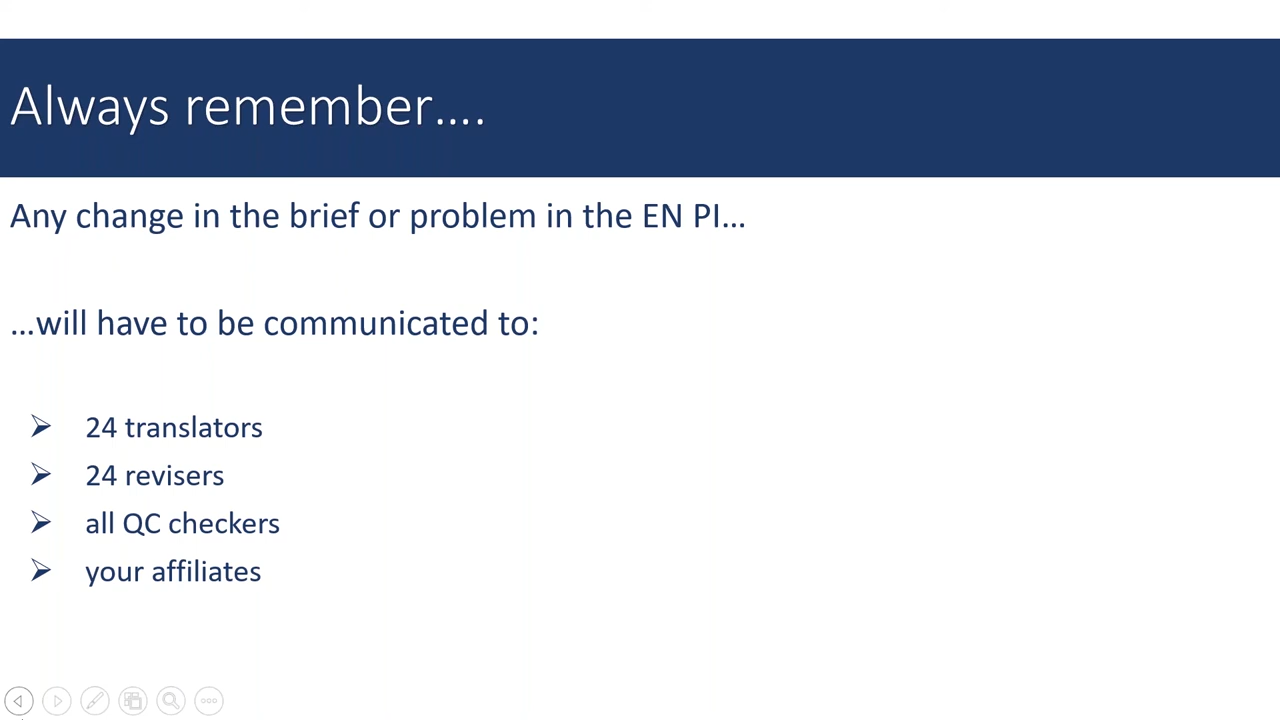 Always remember….
Any change in the brief or problem in the EN PI…
…will have to be communicated to:
24 translators
24 revisers
all QC checkers
your affiliates